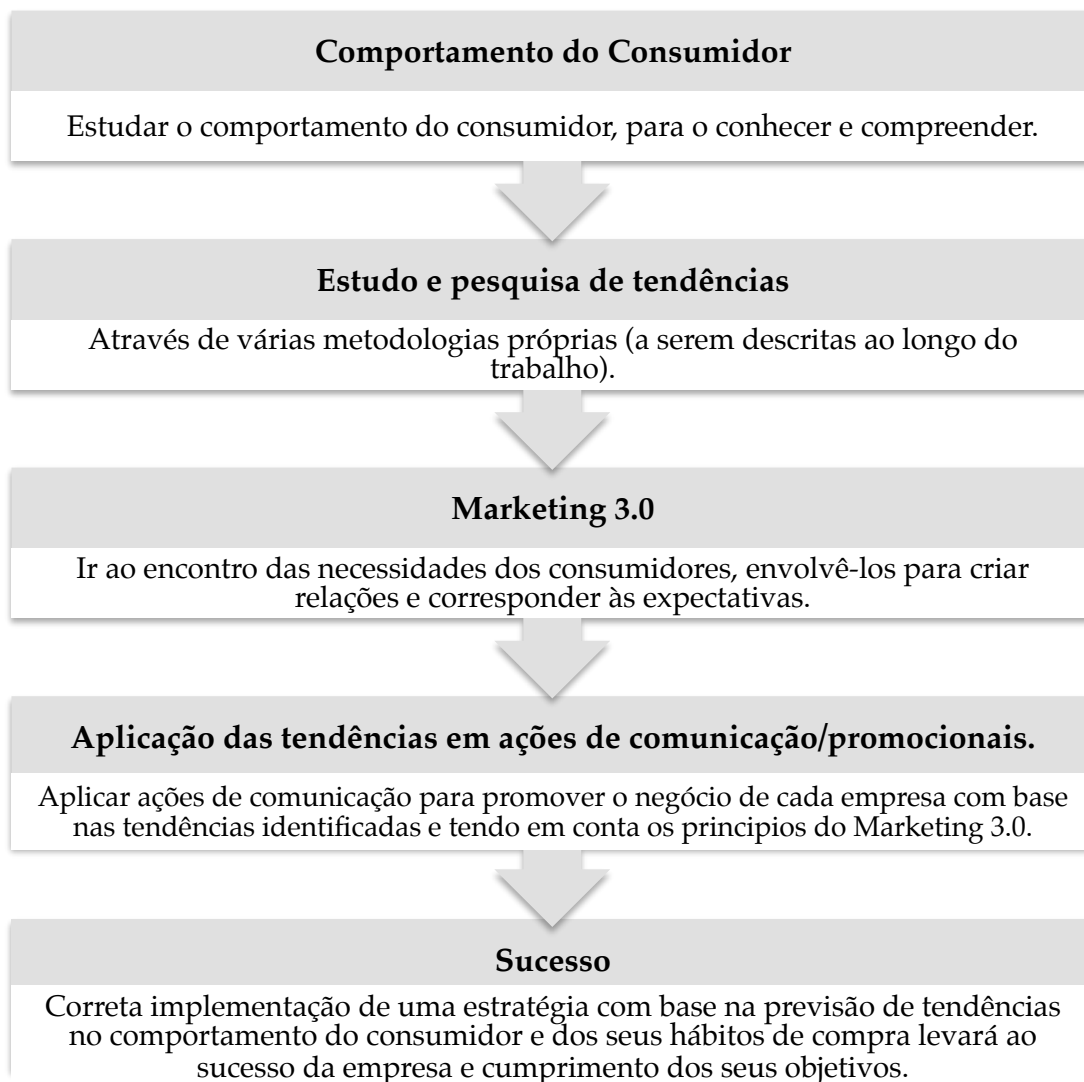 Comportamento do Consumidor
Estudar o comportamento do consumidor, para o conhecer e compreender.
Estudo e pesquisa de tendências
Através de várias metodologias próprias (a serem descritas ao longo do
trabalho).
Marketing 3.0
Ir ao encontro das necessidades dos consumidores, envolvê-los para criar
relações e corresponder às expectativas.
Aplicação das tendências em ações de comunicação/promocionais.
Aplicar ações de comunicação para promover o negócio de cada empresa com base
nas tendências identificadas e tendo em conta os principios do Marketing 3.0.
Sucesso
Correta implementação de uma estratégia com base na previsão de tendências
no comportamento do consumidor e dos seus hábitos de compra levará ao
sucesso da empresa e cumprimento dos seus objetivos.